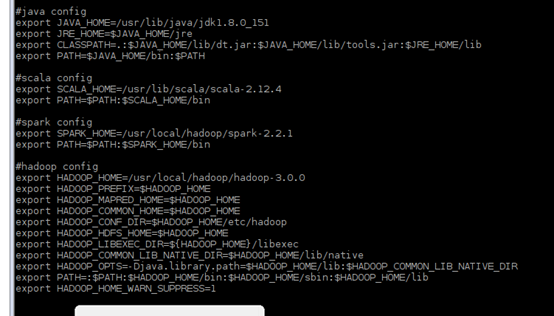 #java config
export JAVA_HOME=/usr/lib/java/jdk1.8.0_151
export JRE_HOME=$JAVA_HOME/jre
export CLASSPATH=.:$JAVA_HOME/lib/dt.jar:$JAVA_HOME/lib/tools.jar:$JRE_HOME/lib
export PATH=$JAVA_HOME/bin:$PATH
#scala config
export SCALA_HOME=/usr/lib/scala/scala-2.12.4
export PATH=$PATH:$SCALA_HOME/bin
#spark config
export SPARK_HOME=/usr/local/hadoop/spark-2.2.1
export PATH=$PATH:$SPARK_HOME/bin
#hadoop config
export HADOOP_HOME=/usr/local/hadoop/hadoop-3.0.0
export HADOOP_PREFIX=$HADOOP_HOME
export HADOOP_MAPRED_HOME=$HADOOP_HOME
export HADOOP_COMMON_HOME=$HADOOP_HOME
export HADOOP_CONF_DIR=$HADOOP_HOME/etc/hadoop
export HADOOP_HDFS_HOME=$HADOOP_HOME
export HADOOP_LIBEXEC_DIR=${HADOOP_HOME}/libexec
export HADOOP_COMMON_LIB_NATIVE_DIR=$HADOOP_HOME/lib/native
export HADOOP_OPTS=-Djava.library.path=$HADOOP_HOME/lib:$HADOOP_COMMON_LIB_NATIVE_DIR
export PATH=:$PATH:$HADOOP_HOME/bin:$HADOOP_HOME/sbin:$HADOOP_HOME/lib
export HADOOP_HOME_WARN_SUPPRESS=1